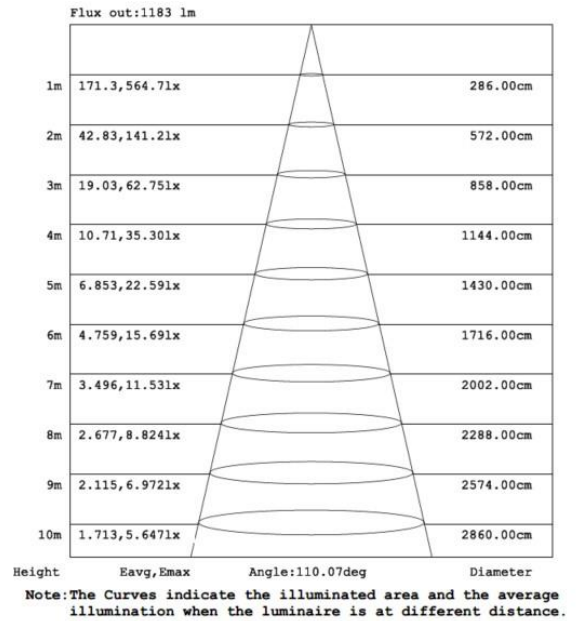 Flux out:1183 lm
1m 171.3,564.7lx 286.00cm
2m 42.83,141.2lx 572.00cm
3m 19.03,62.75lx 858.00cm
4m 10.71,35.30lx 1144.00cm
5m 6.853,22.59lx 1430.00cm
6m 4.759,15.69lx 1716.00cm
7m 3.496,11.53lx 2002.00cm
8m 2.677,8.824lx 2288.00cm
9m 2.115,6.972lx 2574.00cm
10m 1.713,5.647lx 2860.00cm
Height Eavg,Emax Angle:110.07deg Diameter
Note:The Curves indicate the illuminated area and the average
illumination when the luminaire is at different distance.